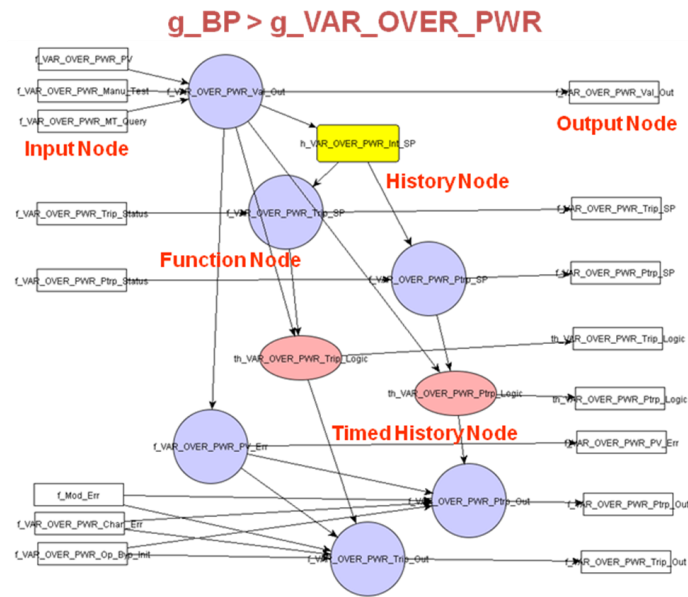 g_BP > g_VAR_OVER_PWR
f_VAR_OVER_PWR_PV
f_VAR_OVER_PWR_Manu_Test
f_VAR_OVER_PWR_Val_Out
f_VAR_OVER_PWR_Val_Out
f_VAR_OVER_PWR_MT_Query
Input Node
Output Node
h_VAR_OVER_PWR_Int_SP
History Node
f_VAR_OVER_PWR_Trip_Status
f_VAR_OVER_PWR_Trip_SP
f_VAR_OVER_PWR_Trip_SP
Function Node
f_VAR_OVER_PWR_Ptrp_Status
f_VAR_OVER_PWR_Ptrp_SP
f_VAR_OVER_PWR_Ptrp_SP
th_VAR_OVER_PWR_Trip_Logic
th_VAR_OVER_PWR_Trip_Logic
th_VAR_OVER_PWR_Ptrp_Logic
th_VAR_OVER_PWR_Ptrp_Logic
Timed History Node
f_VAR_OVER_PWR_PV_Err
f_VAR_OVER_PWR_PV_Err
f_Mod_Err
f_VAR_OVER_PWR_Ptrp_Out
f_VAR_OVER_PWR_Ptrp_Out
f_VAR_OVER_PWR_Chan_Err
f_VAR_OVER_PWR_Op_Byp_Init
f_VAR_OVER_PWR_Trip_Out
f_VAR_OVER_PWR_Trip_Out